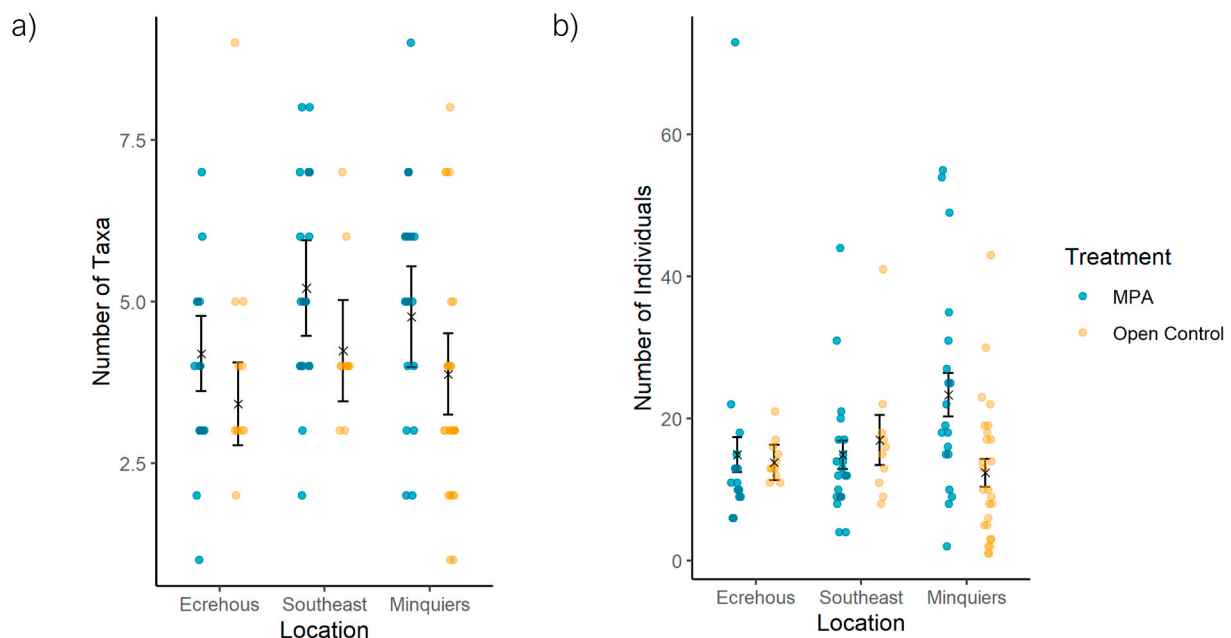 a)
Number of Taxa
7.5
5.0
2.5
Ecrehous Southeast Minquiers
Location
b)
Number of Individuals
60
40
20
0
Ecrehous Southeast Minquiers
Location
Treatment
MPA
Open Control